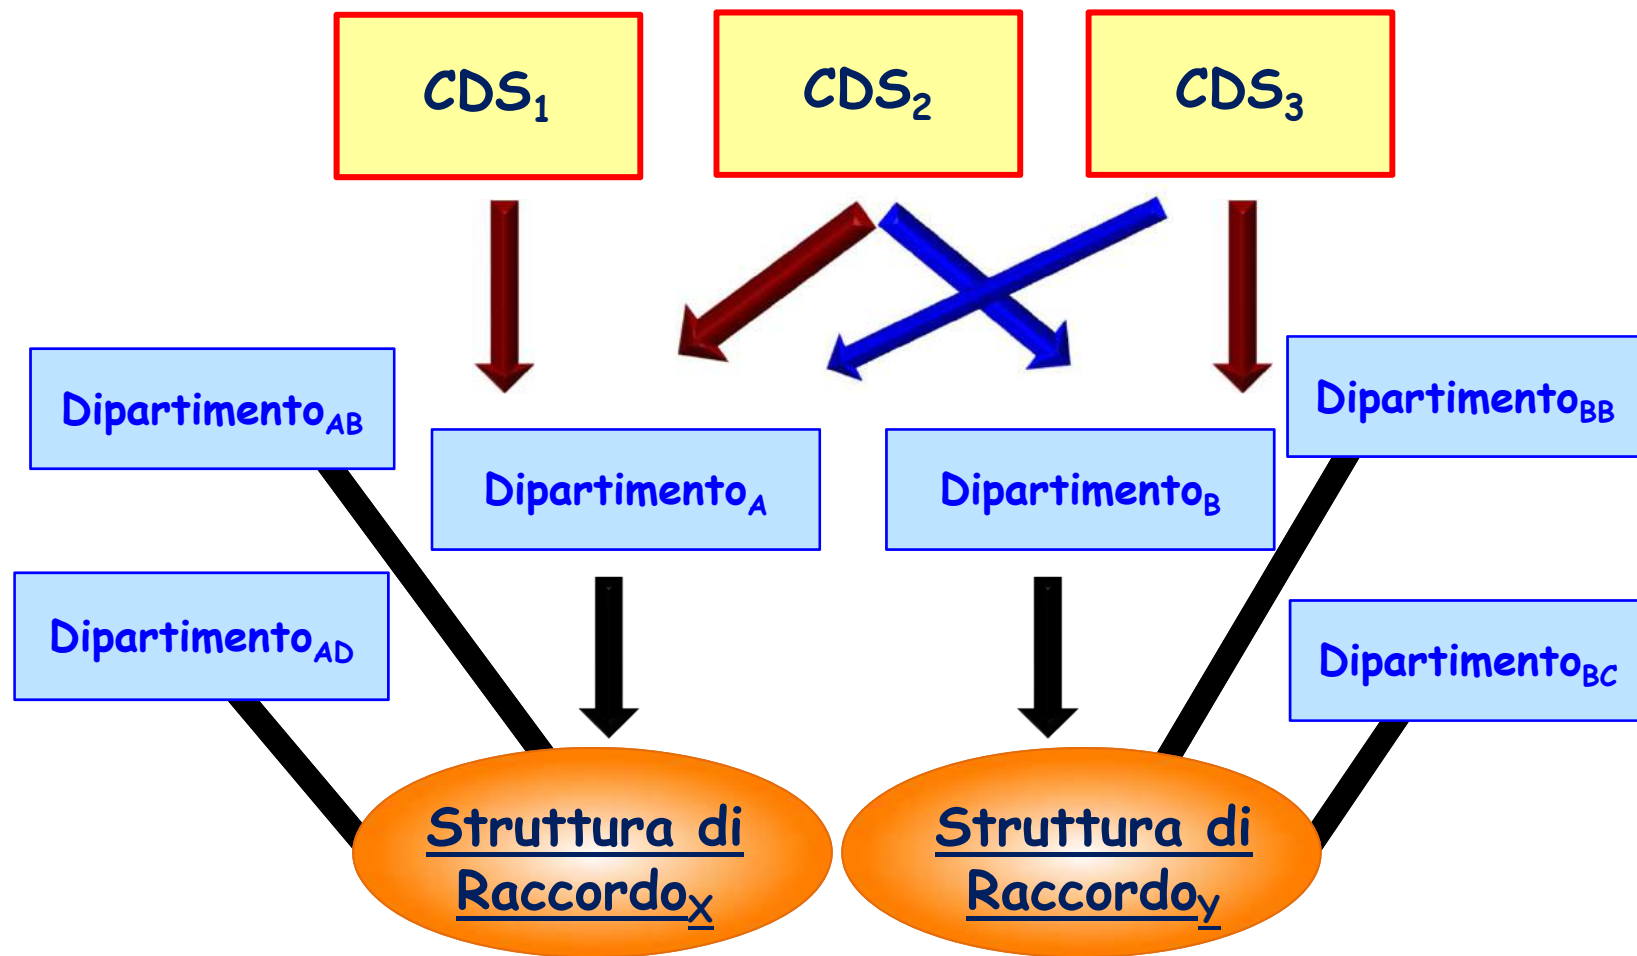 CDS1
CDS2
CDS3
DipartimentoAB
DipartimentoA
DipartimentoB
DipartimentoBB
DipartimentoAD
DipartimentoBC
Struttura di
RaccordoX
Struttura di
RaccordoY